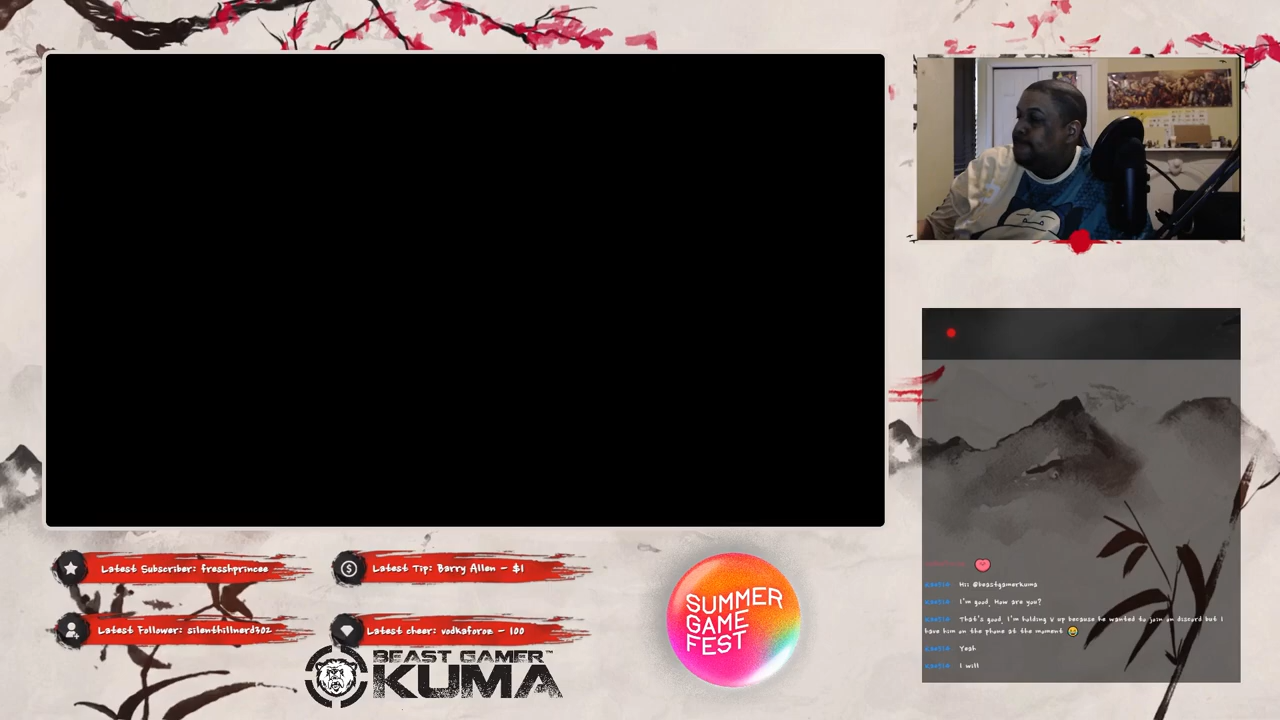 Latest Subscriber: fresshprincee
Latest Tip: Barry Allen - $1
Latest Follower: silenthillnerd302
Latest cheer: vodkaforoe - 100
BEAST GAMER™
KUMA
SUMMER
GAME
FEST
Hi! @beastgamerkuma
I'm good. How are you?
That's good. I'm holding V up because he wanted to join on discord but I
have him on the phone at the moment 😂
Yeah
I will